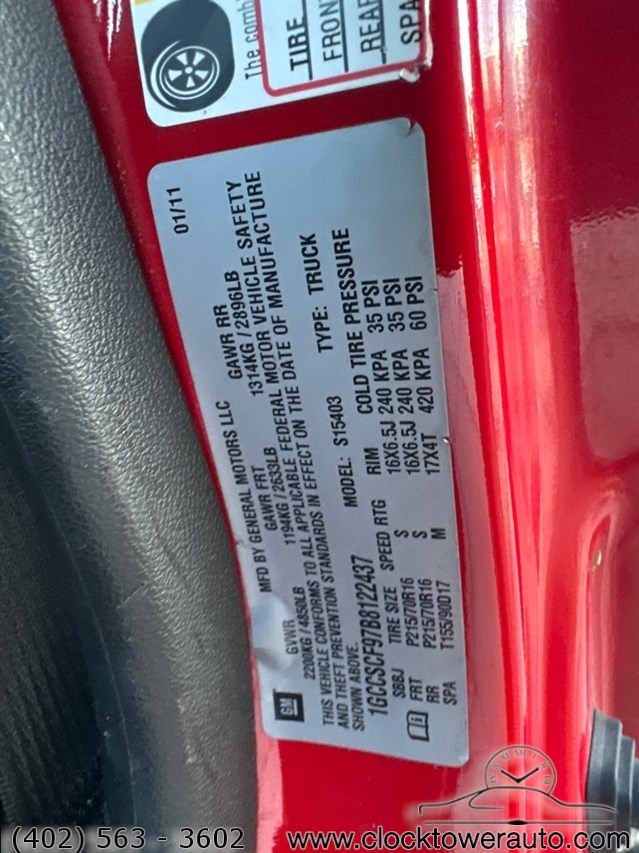 The combi
TIRE
FRON
REAR
SPA
01/11
MFD BY GENERAL MOTORS LLC
GVWR GAWR FRT GAWR RR
2200KG/4850LB 1194KG/2633LB 1314KG/2896LB
THIS VEHICLE CONFORMS TO ALL APPLICABLE FEDERAL MOTOR VEHICLE SAFETY
AND THEFT PREVENTION STANDARDS IN EFFECT ON THE DATE OF MANUFACTURE
SHOWN ABOVE.
1GCCSCF97B8122437 MODEL: S15403 TYPE: TRUCK
SBBJ TIRE SIZE SPEED RTG RIM COLD TIRE PRESSURE
FRT P215/70R16 S 16X6.5J 240 KPA 35 PSI
RR P215/70R16 S 16X6.5J 240 KPA 35 PSI
SPA T155/90D17 M 17X4T 420 KPA 60 PSI
GM
(402) 563 - 3602 www.clocktowerauto.com